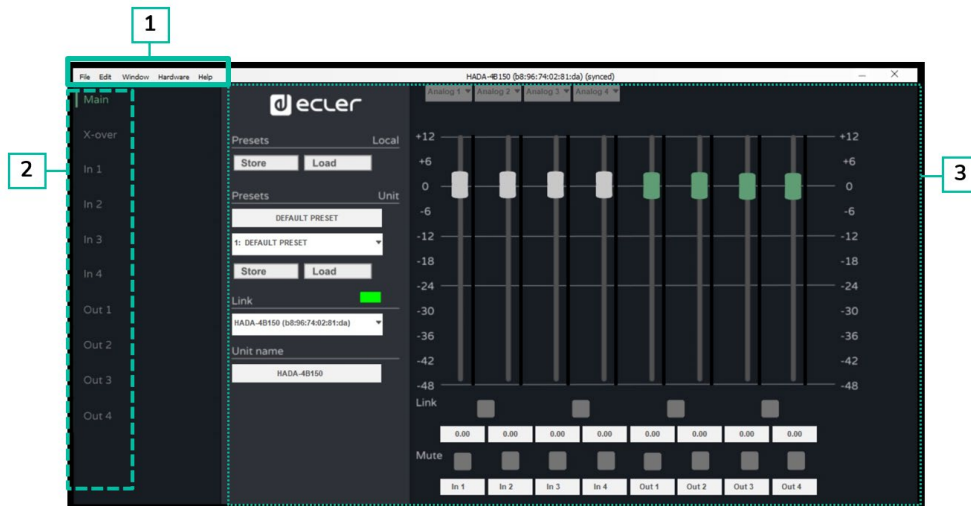 1
File Edit Window Hardware Help
HADA-4B150 (b8:96:74:02:81:da) (synced)
2
3
Main
X-over
In 1
In 2
In 3
In 4
Out 1
Out 2
Out 3
Out 4
ecler
Presets Local
Store Load
Presets Unit
DEFAULT PRESET
1: DEFAULT PRESET
Store Load
Link
HADA-4B150 (b8:96:74:02:81:da)
Unit name
HADA-4B150
Analog 1 Analog 2 Analog 3 Analog 4
+12 +12
+6 +6
0 0
-6 -6
-12 -12
-18 -18
-24 -24
-30 -30
-36 -36
-42 -42
-48 -48
Link
0.00 0.00 0.00 0.00 0.00 0.00 0.00 0.00
Mute
In 1 In 2 In 3 In 4 Out 1 Out 2 Out 3 Out 4